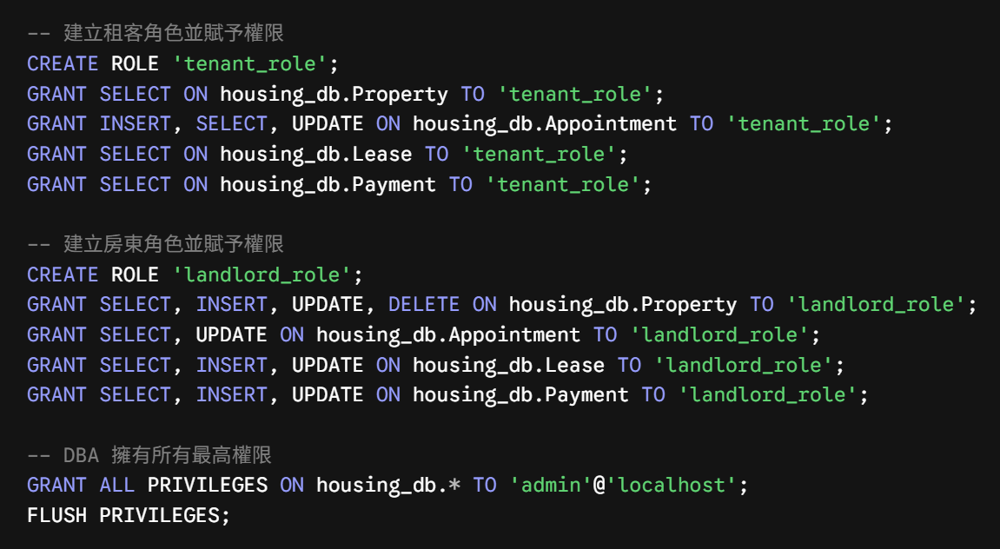 -- 建立租客角色並賦予權限
CREATE ROLE 'tenant_role';
GRANT SELECT ON housing_db.Property TO 'tenant_role';
GRANT INSERT, SELECT, UPDATE ON housing_db.Appointment TO 'tenant_role';
GRANT SELECT ON housing_db.Lease TO 'tenant_role';
GRANT SELECT ON housing_db.Payment TO 'tenant_role';

-- 建立房東角色並賦予權限
CREATE ROLE 'landlord_role';
GRANT SELECT, INSERT, UPDATE, DELETE ON housing_db.Property TO 'landlord_role';
GRANT SELECT, UPDATE ON housing_db.Appointment TO 'landlord_role';
GRANT SELECT, INSERT, UPDATE ON housing_db.Lease TO 'landlord_role';
GRANT SELECT, INSERT, UPDATE ON housing_db.Payment TO 'landlord_role';

-- DBA 擁有所有最高權限
GRANT ALL PRIVILEGES ON housing_db.* TO 'admin'@'localhost';
FLUSH PRIVILEGES;